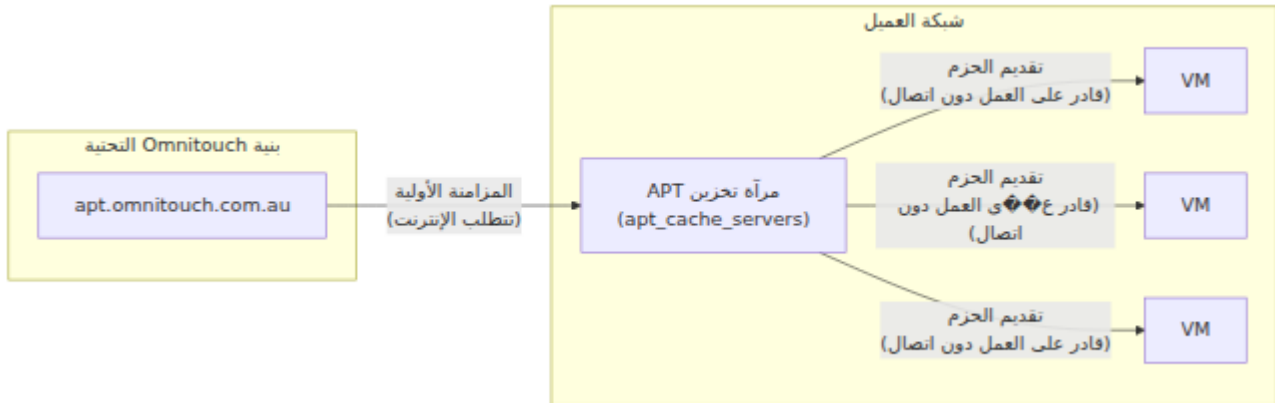 شبكة العميل
تقديم الحزم
(قادر على العمل دون اتصال)
VM
بنية Omnitouch التحتية
apt.omnitouch.com.au
المزامنة الأولية
(تتطلب الإنترنت)
مرآة تخزين APT
(apt_cache_servers)
تقديم الحزم
(قادر ع��ى العمل دون
اتصال)
VM
تقديم الحزم
(قادر على العمل دون اتصال)
VM